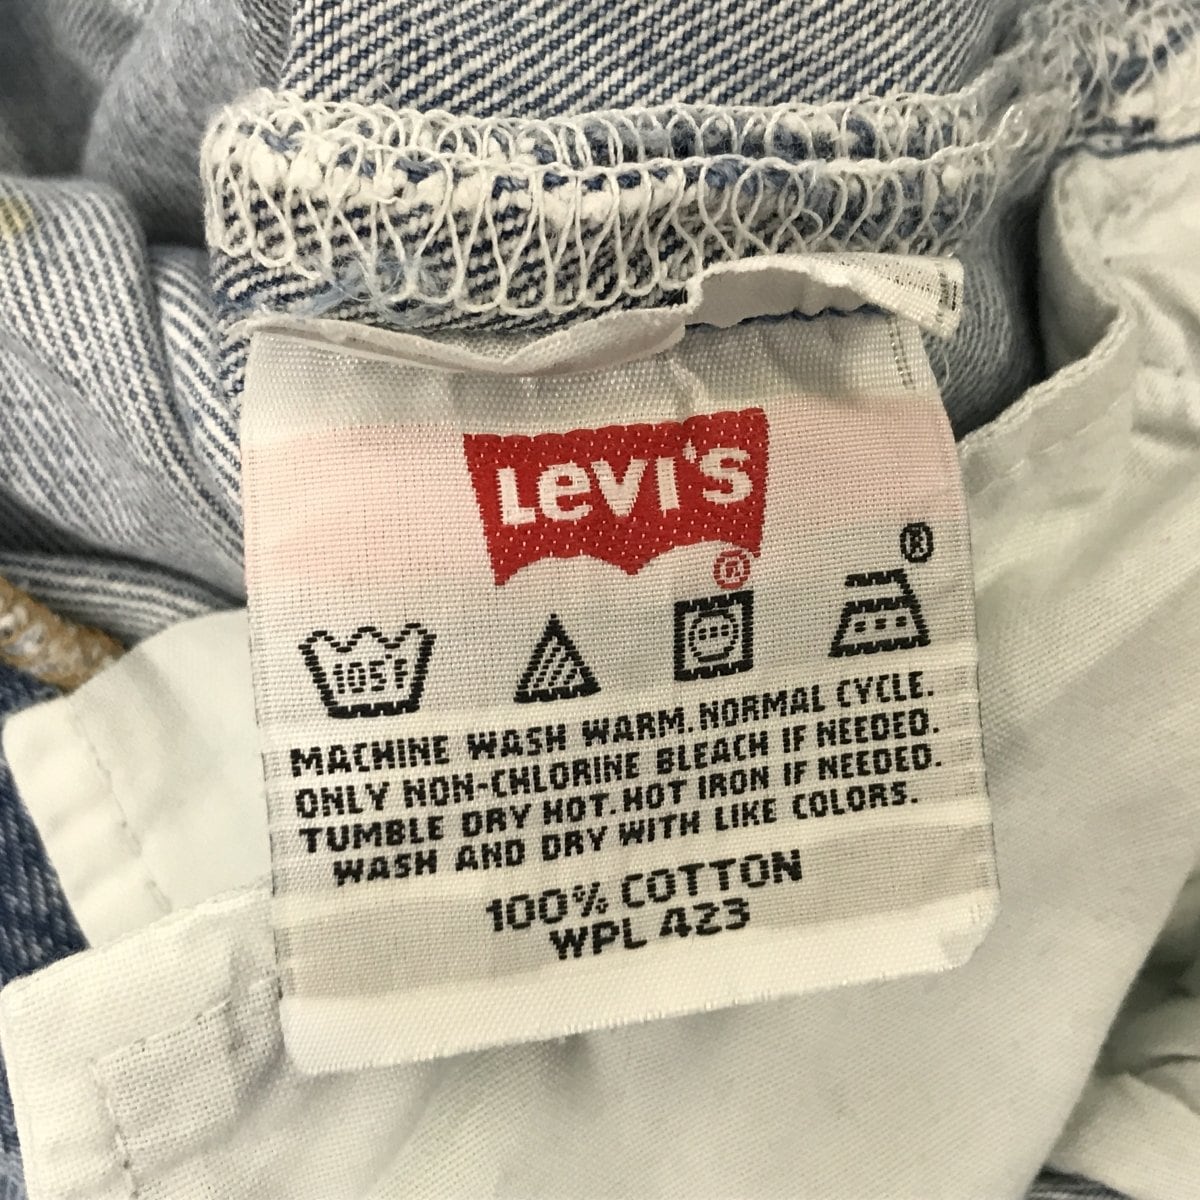 LeVI'S
®
®
105°F
MACHINE WASH WARM. NORMAL CYCLE.
ONLY NON-CHLORINE BLEACH IF NEEDED.
TUMBLE DRY HOT. HOT IRON IF NEEDED.
WASH AND DRY WITH LIKE COLORS.
100% COTTON
WPL 423